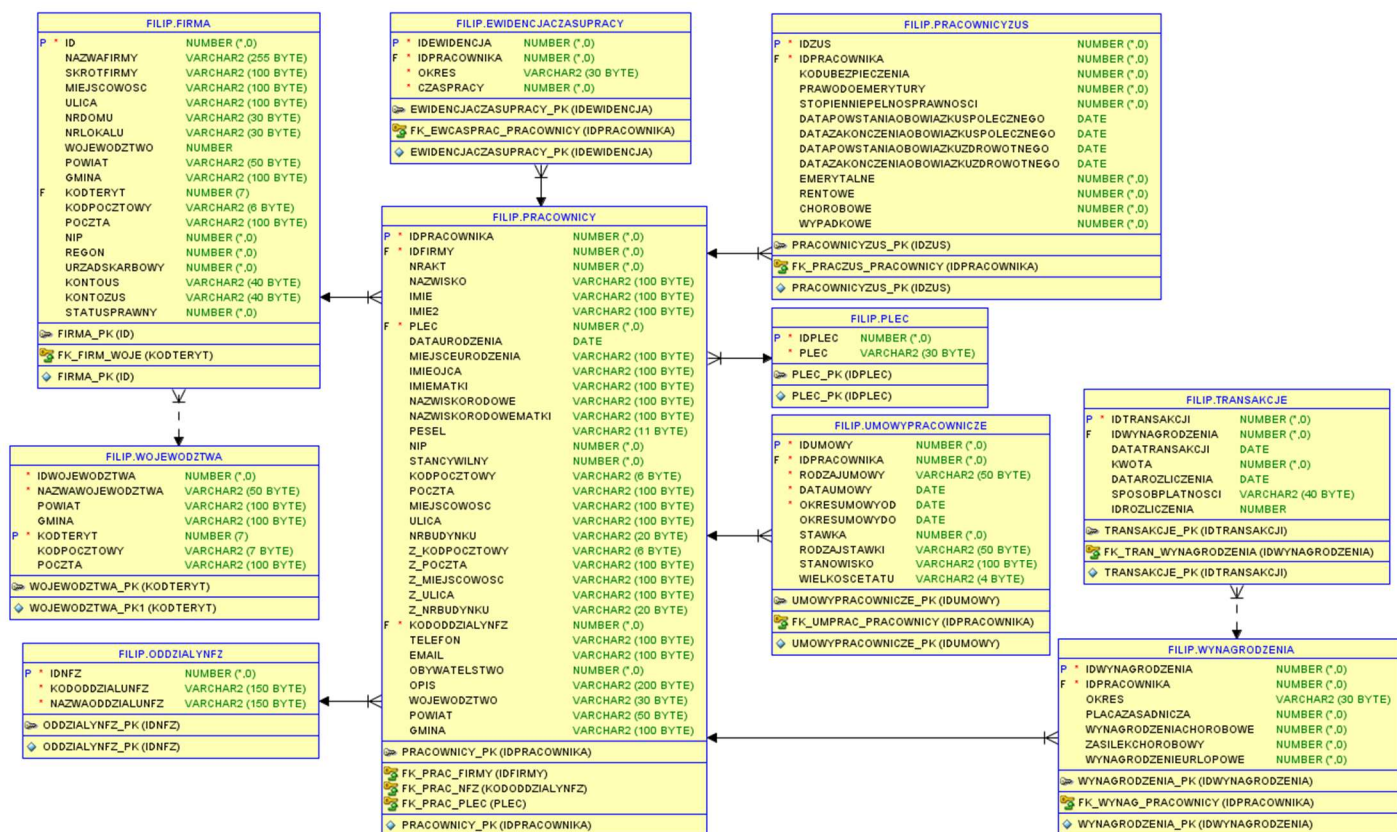 FILIP.FIRMA
P * ID NUMBER (*,0)
NAZWAFIRMY VARCHAR2 (255 BYTE)
SKROTFIRMY VARCHAR2 (100 BYTE)
MIEJSCOWOSC VARCHAR2 (100 BYTE)
ULICA VARCHAR2 (100 BYTE)
NRDOMU VARCHAR2 (30 BYTE)
NRLOKALU VARCHAR2 (30 BYTE)
WOJEWODZTWO NUMBER
POWIAT VARCHAR2 (50 BYTE)
GMINA VARCHAR2 (100 BYTE)
F KODTERYT NUMBER (7)
KODPOCZTOWY VARCHAR2 (6 BYTE)
POCZTA VARCHAR2 (100 BYTE)
NIP NUMBER (*,0)
REGON NUMBER (*,0)
URZADSKARBOWY NUMBER (*,0)
KONTOUS VARCHAR2 (40 BYTE)
KONTOZUS VARCHAR2 (40 BYTE)
STATUSPRAWNY NUMBER (*,0)
FIRMA_PK (ID)
FK_FIRM_WOJE (KODTERYT)
FIRMA_PK (ID)
FILIP.WOJEWODZTWA
* IDWOJEWODZTWA NUMBER (*,0)
* NAZWAWOJEWODZTWA VARCHAR2 (50 BYTE)
POWIAT VARCHAR2 (100 BYTE)
GMINA VARCHAR2 (100 BYTE)
P * KODTERYT NUMBER (7)
KODPOCZTOWY VARCHAR2 (7 BYTE)
POCZTA VARCHAR2 (100 BYTE)
WOJEWODZTWA_PK (KODTERYT)
WOJEWODZTWA_PK1 (KODTERYT)
FILIP.ODDZIALYNFZ
P * IDNFZ NUMBER (*,0)
* KODODDZIALUNFZ VARCHAR2 (150 BYTE)
* NAZWAODDZIALUNFZ VARCHAR2 (150 BYTE)
ODDZIALYNFZ_PK (IDNFZ)
ODDZIALYNFZ_PK (IDNFZ)
FILIP.EWIDENCJACZASUPRACY
P * IDEWIDENCJA NUMBER (*,0)
F * IDPRACOWNIKA NUMBER (*,0)
* OKRES VARCHAR2 (30 BYTE)
* CZASPRACY NUMBER (*,0)
EWIDENCJACZASUPRACY_PK (IDEWIDENCJA)
FK_EWCASPRAC_PRACOWNICY (IDPRACOWNIKA)
EWIDENCJACZASUPRACY_PK (IDEWIDENCJA)
FILIP.PRACOWNICY
P * IDPRACOWNIKA NUMBER (*,0)
F * IDFIRMY NUMBER (*,0)
NRAKT NUMBER (*,0)
NAZWISKO VARCHAR2 (100 BYTE)
IMIE VARCHAR2 (100 BYTE)
IMIE2 VARCHAR2 (100 BYTE)
F * PLEC NUMBER (*,0)
DATAURODZENIA DATE
MIEJSCEURODZENIA VARCHAR2 (100 BYTE)
IMIEOJCA VARCHAR2 (100 BYTE)
IMIEMATKI VARCHAR2 (100 BYTE)
NAZWISKORODOWE VARCHAR2 (100 BYTE)
NAZWISKORODOWEMATKI VARCHAR2 (100 BYTE)
PESEL VARCHAR2 (11 BYTE)
NIP NUMBER (*,0)
STANCYWILNY NUMBER (*,0)
KODPOCZTOWY VARCHAR2 (6 BYTE)
POCZTA VARCHAR2 (100 BYTE)
MIEJSCOWOSC VARCHAR2 (100 BYTE)
ULICA VARCHAR2 (100 BYTE)
NRBUDYNKU VARCHAR2 (20 BYTE)
Z_KODPOCZTOWY VARCHAR2 (6 BYTE)
Z_POCZTA VARCHAR2 (100 BYTE)
Z_MIEJSCOWOSC VARCHAR2 (100 BYTE)
Z_ULICA VARCHAR2 (100 BYTE)
Z_NRBUDYNKU VARCHAR2 (20 BYTE)
F * KODODDZIALYNFZ NUMBER (*,0)
TELEFON VARCHAR2 (100 BYTE)
EMAIL VARCHAR2 (100 BYTE)
OBYWATELSTWO NUMBER (*,0)
OPIS VARCHAR2 (200 BYTE)
WOJEWODZTWO VARCHAR2 (30 BYTE)
POWIAT VARCHAR2 (50 BYTE)
GMINA VARCHAR2 (100 BYTE)
PRACOWNICY_PK (IDPRACOWNIKA)
FK_PRAC_FIRMY (IDFIRMY)
FK_PRAC_NFZ (KODODDZIALYNFZ)
FK_PRAC_PLEC (PLEC)
PRACOWNICY_PK (IDPRACOWNIKA)
FILIP.PRACOWNICYZUS
P * IDZUS NUMBER (*,0)
F * IDPRACOWNIKA NUMBER (*,0)
KODUBEZPIECZENIA NUMBER (*,0)
PRAWODOEMERYTURY NUMBER (*,0)
STOPIENNIEPELNOSPRAWNOSCI NUMBER (*,0)
DATAPOWSTANIAOBOWIAZKUSPOLECZNEGO DATE
DATAZAKONCZENIAOBOWIAZKUSPOLECZNEGO DATE
DATAPOWSTANIAOBOWIAZKUZDROWOTNEGO DATE
DATAZAKONCZENIAOBOWIAZKUZDROWOTNEGO DATE
EMERYTALNE NUMBER (*,0)
RENTOWE NUMBER (*,0)
CHOROBOWE NUMBER (*,0)
WYPADKOWE NUMBER (*,0)
PRACOWNICYZUS_PK (IDZUS)
FK_PRACZUS_PRACOWNICY (IDPRACOWNIKA)
PRACOWNICYZUS_PK (IDZUS)
FILIP.PLEC
P * IDPLEC NUMBER (*,0)
* PLEC VARCHAR2 (30 BYTE)
PLEC_PK (IDPLEC)
PLEC_PK (IDPLEC)
FILIP.UMOWYPRACOWNICZE
P * IDUMOWY NUMBER (*,0)
F * IDPRACOWNIKA NUMBER (*,0)
* RODZAJUMOWY VARCHAR2 (50 BYTE)
* DATAUMOWY DATE
* OKRESUMOWYOD DATE
OKRESUMOWYDO DATE
STAWKA NUMBER (*,0)
RODZAJSTAWKI VARCHAR2 (50 BYTE)
STANOWISKO VARCHAR2 (100 BYTE)
WIELKOSCETATU VARCHAR2 (4 BYTE)
UMOWYPRACOWNICZE_PK (IDUMOWY)
FK_UMPRAC_PRACOWNICY (IDPRACOWNIKA)
UMOWYPRACOWNICZE_PK (IDUMOWY)
FILIP.TRANSAKCJE
P * IDTRANSAKCJI NUMBER (*,0)
F IDWYNAGRODZENIA NUMBER (*,0)
DATATRANSAKCJI DATE
KWOTA NUMBER (*,0)
DATAROZLICZENIA DATE
SPOSOBPLATNOSCI VARCHAR2 (40 BYTE)
IDROZLICZENIA NUMBER
TRANSAKCJE_PK (IDTRANSAKCJI)
FK_TRAN_WYNAGRODZENIA (IDWYNAGRODZENIA)
TRANSAKCJE_PK (IDTRANSAKCJI)
FILIP.WYNAGRODZENIA
P * IDWYNAGRODZENIA NUMBER (*,0)
F * IDPRACOWNIKA NUMBER (*,0)
OKRES VARCHAR2 (30 BYTE)
PLACAZASADNICZA NUMBER (*,0)
WYNAGRODZENIACHOROBOWE NUMBER (*,0)
ZASILEKCHOROBOWY NUMBER (*,0)
WYNAGRODZENIEURLOPOWE NUMBER (*,0)
WYNAGRODZENIA_PK (IDWYNAGRODZENIA)
FK_WYNAG_PRACOWNICY (IDPRACOWNIKA)
WYNAGRODZENIA_PK (IDWYNAGRODZENIA)